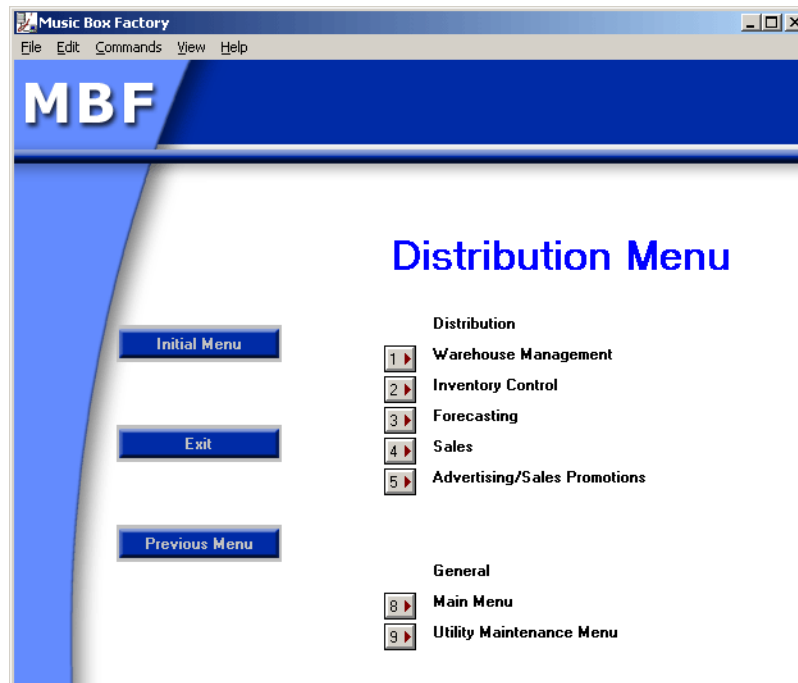 Music Box Factory
File Edit Commands View Help
MBF
Distribution Menu
Initial Menu
Exit
Previous Menu
Distribution
1 Warehouse Management
2 Inventory Control
3 Forecasting
4 Sales
5 Advertising/Sales Promotions
General
8 Main Menu
9 Utility Maintenance Menu